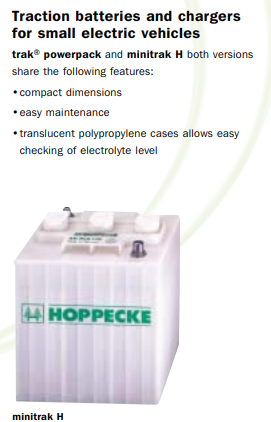 Traction batteries and chargers
for small electric vehicles
trak® powerpack and minitrak H both versions
share the following features:
• compact dimensions
• easy maintenance
• translucent polypropylene cases allows easy
checking of electrolyte level
HOPPECKE
HOPPECKE
minitrak H